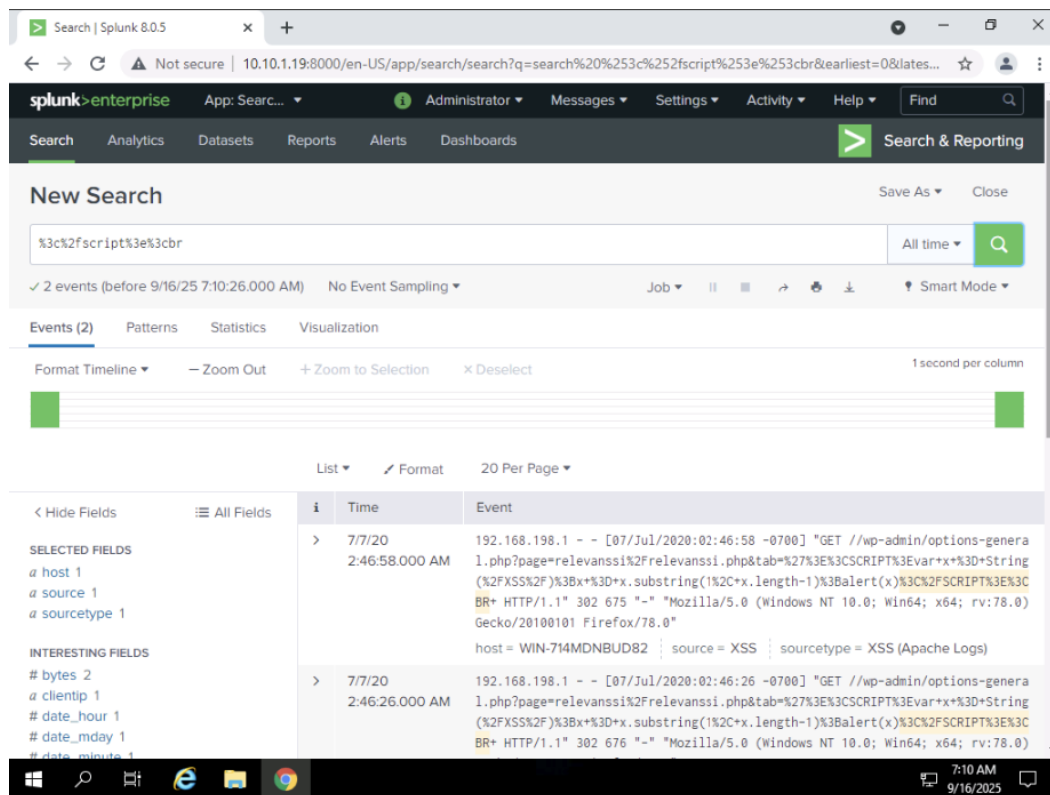 Search | Splunk 8.0.5
Not secure | 10.10.1.19:8000/en-US/app/search/search?q=search%20%253c%252fscript%253e%253cbr&earliest=0&lates...
splunk>enterprise App: Searc... i Administrator Messages Settings Activity Help Find
Search Analytics Datasets Reports Alerts Dashboards Search & Reporting
New Search Save As Close
%3c%2fscript%3e%3cbr All time
2 events (before 9/16/25 7:10:26.000 AM) No Event Sampling Job Smart Mode
Events (2) Patterns Statistics Visualization
Format Timeline — Zoom Out + Zoom to Selection × Deselect 1 second per column
List Format 20 Per Page
< Hide Fields All Fields i Time Event
SELECTED FIELDS
a host 1
a source 1
a sourcetype 1
INTERESTING FIELDS
# bytes 2
a clientip 1
# date_hour 1
# date_mday 1
# date_minute 1
> 7/7/20
2:46:58.000 AM
192.168.198.1 - - [07/Jul/2020:02:46:58 -0700] "GET //wp-admin/options-genera
l.php?page=relevanssi%2Frelevanssi.php&tab=%27%3E%3CSCRIPT%3Evar+x+%3D+String
(%2FXSS%2F)%3Bx+%3D+x.substring(1%2C+x.length-1)%3Balert(x)%3C%2FSCRIPT%3E%3C
BR+ HTTP/1.1" 302 675 "-" "Mozilla/5.0 (Windows NT 10.0; Win64; x64; rv:78.0)
Gecko/20100101 Firefox/78.0"
host = WIN-714MDNBUD82 source = XSS sourcetype = XSS (Apache Logs)
> 7/7/20
2:46:26.000 AM
192.168.198.1 - - [07/Jul/2020:02:46:26 -0700] "GET //wp-admin/options-genera
l.php?page=relevanssi%2Frelevanssi.php&tab=%27%3E%3CSCRIPT%3Evar+x+%3D+String
(%2FXSS%2F)%3Bx+%3D+x.substring(1%2C+x.length-1)%3Balert(x)%3C%2FSCRIPT%3E%3C
BR+ HTTP/1.1" 302 676 "-" "Mozilla/5.0 (Windows NT 10.0; Win64; x64; rv:78.0)
7:10 AM
9/16/2025